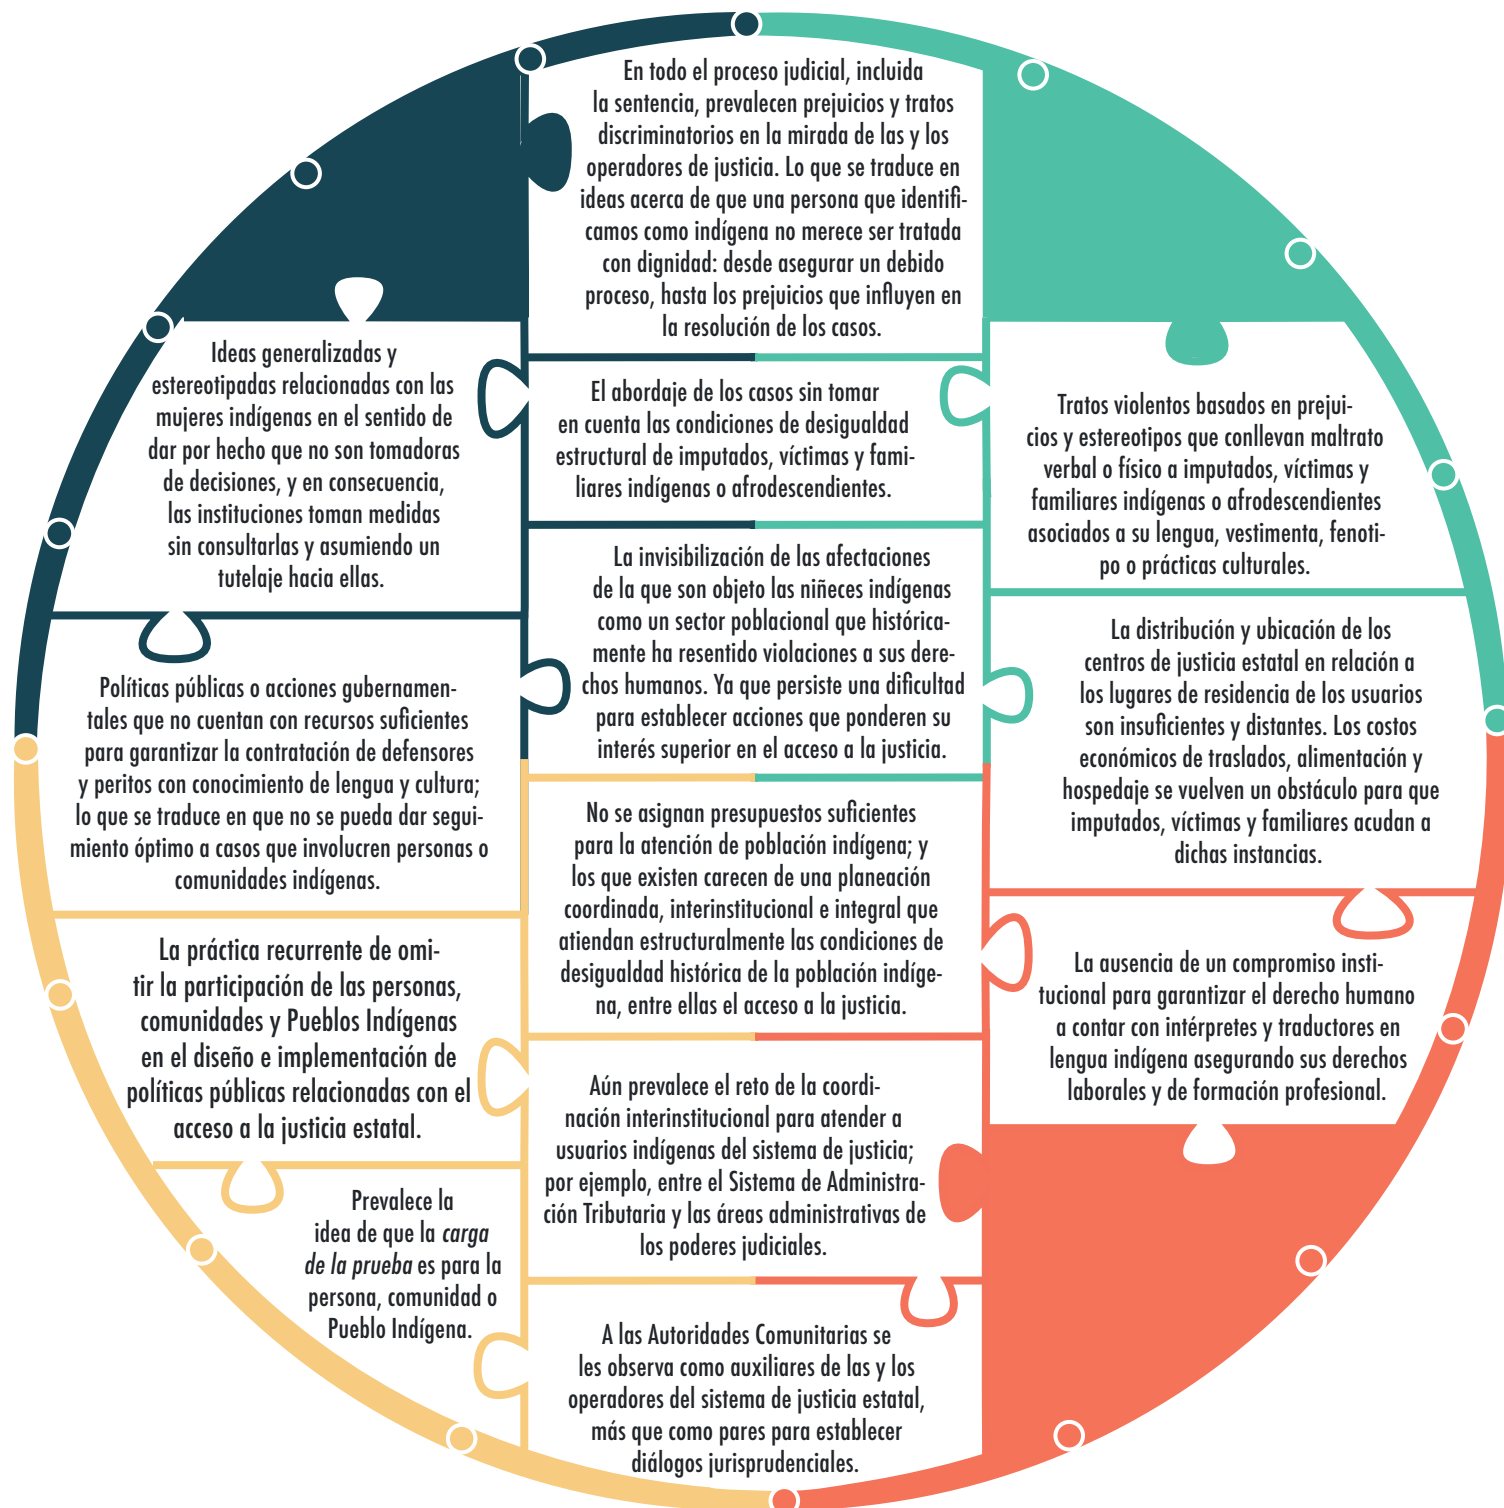 En todo el proceso judicial, incluida
la sentencia, prevalecen prejuicios y tratos
discriminatorios en la mirada de las y los
operadores de justicia. Lo que se traduce en
ideas acerca de que una persona que identifi-
camos como indígena no merece ser tratada
con dignidad: desde asegurar un debido
proceso, hasta los prejuicios que influyen en
la resolución de los casos.
Ideas generalizadas y
estereotipadas relacionadas con las
mujeres indígenas en el sentido de
dar por hecho que no son tomadoras
de decisiones, y en consecuencia,
las instituciones toman medidas
sin consultarlas y asumiendo un
tutelaje hacia ellas.
El abordaje de los casos sin tomar
en cuenta las condiciones de desigualdad
estructural de imputados, víctimas y fami-
liares indígenas o afrodescendientes.
Tratos violentos basados en prejui-
cios y estereotipos que conllevan maltrato
verbal o físico a imputados, víctimas y
familiares indígenas o afrodescendientes
asociados a su lengua, vestimenta, fenoti-
po o prácticas culturales.
La invisibilización de las afectaciones
de la que son objeto las niñeces indígenas
como un sector poblacional que histórica-
mente ha resentido violaciones a sus dere-
chos humanos. Ya que persiste una dificultad
para establecer acciones que ponderen su
interés superior en el acceso a la justicia.
La distribución y ubicación de los
centros de justicia estatal en relación a
los lugares de residencia de los usuarios
son insuficientes y distantes. Los costos
económicos de traslados, alimentación y
hospedaje se vuelven un obstáculo para que
imputados, víctimas y familiares acudan a
dichas instancias.
Políticas públicas o acciones gubernamen-
tales que no cuentan con recursos suficientes
para garantizar la contratación de defensores
y peritos con conocimiento de lengua y cultura;
lo que se traduce en que no se pueda dar segui-
miento óptimo a casos que involucren personas o
comunidades indígenas.
No se asignan presupuestos suficientes
para la atención de población indígena; y
los que existen carecen de una planeación
coordinada, interinstitucional e integral que
atiendan estructuralmente las condiciones de
desigualdad histórica de la población indíge-
na, entre ellas el acceso a la justicia.
La práctica recurrente de omi-
tir la participación de las personas,
comunidades y Pueblos Indígenas
en el diseño e implementación de
políticas públicas relacionadas con el
acceso a la justicia estatal.
La ausencia de un compromiso insti-
tucional para garantizar el derecho humano
a contar con intérpretes y traductores en
lengua indígena asegurando sus derechos
laborales y de formación profesional.
Aún prevalece el reto de la coordi-
nación interinstitucional para atender a
usuarios indígenas del sistema de justicia;
por ejemplo, entre el Sistema de Administra-
ción Tributaria y las áreas administrativas de
los poderes judiciales.
Prevalece la
idea de que la carga
de la prueba es para la
persona, comunidad o
Pueblo Indígena.
A las Autoridades Comunitarias se
les observa como auxiliares de las y los
operadores del sistema de justicia estatal,
más que como pares para establecer
diálogos jurisprudenciales.